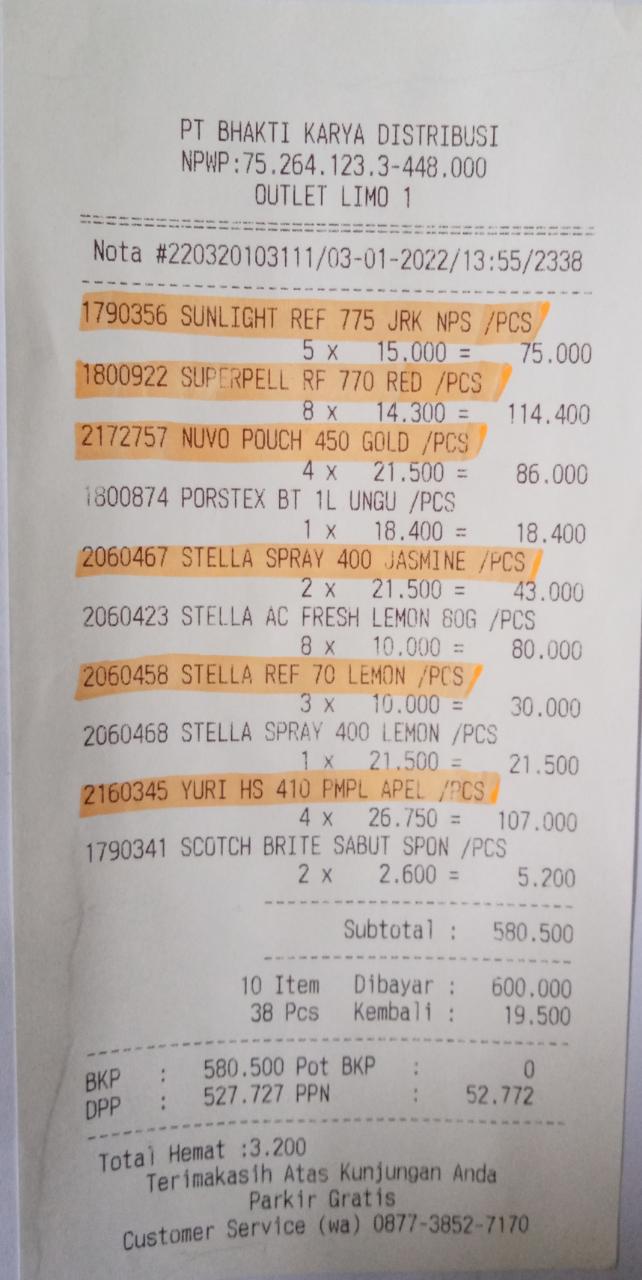 PT BHAKTI KARYA DISTRIBUSI
NPWP:75.264.123.3-448.000
OUTLET LIMO 1
Nota #220320103111/03-01-2022/13:55/2338
1790356 SUNLIGHT REF 775 JRK NPS /PCS
5 x 15.000 = 75.000
1800922 SUPERPELL RF 770 RED /PCS
8 x 14.300 = 114.400
2172757 NUVO POUCH 450 GOLD /PCS
4 x 21.500 = 86.000
1800874 PORSTEX BT 1L UNGU /PCS
1 x 18.400 = 18.400
2060467 STELLA SPRAY 400 JASMINE /PCS
2 x 21.500 = 43.000
2060423 STELLA AC FRESH LEMON 80G /PCS
8 x 10.000 = 80.000
2060458 STELLA REF 70 LEMON /PCS
3 x 10.000 = 30.000
2060468 STELLA SPRAY 400 LEMON /PCS
1 x 21.500 = 21.500
2160345 YURI HS 410 PMPL APEL /PCS
4 x 26.750 = 107.000
1790341 SCOTCH BRITE SABUT SPON /PCS
2 x 2.600 = 5.200
Subtotal : 580.500
10 Item Dibayar : 600.000
38 Pcs Kembali : 19.500
BKP : 580.500 Pot BKP : 0
DPP : 527.727 PPN : 52.772
Total Hemat :3.200
Terimakasih Atas Kunjungan Anda
Parkir Gratis
Customer Service (wa) 0877-3852-7170